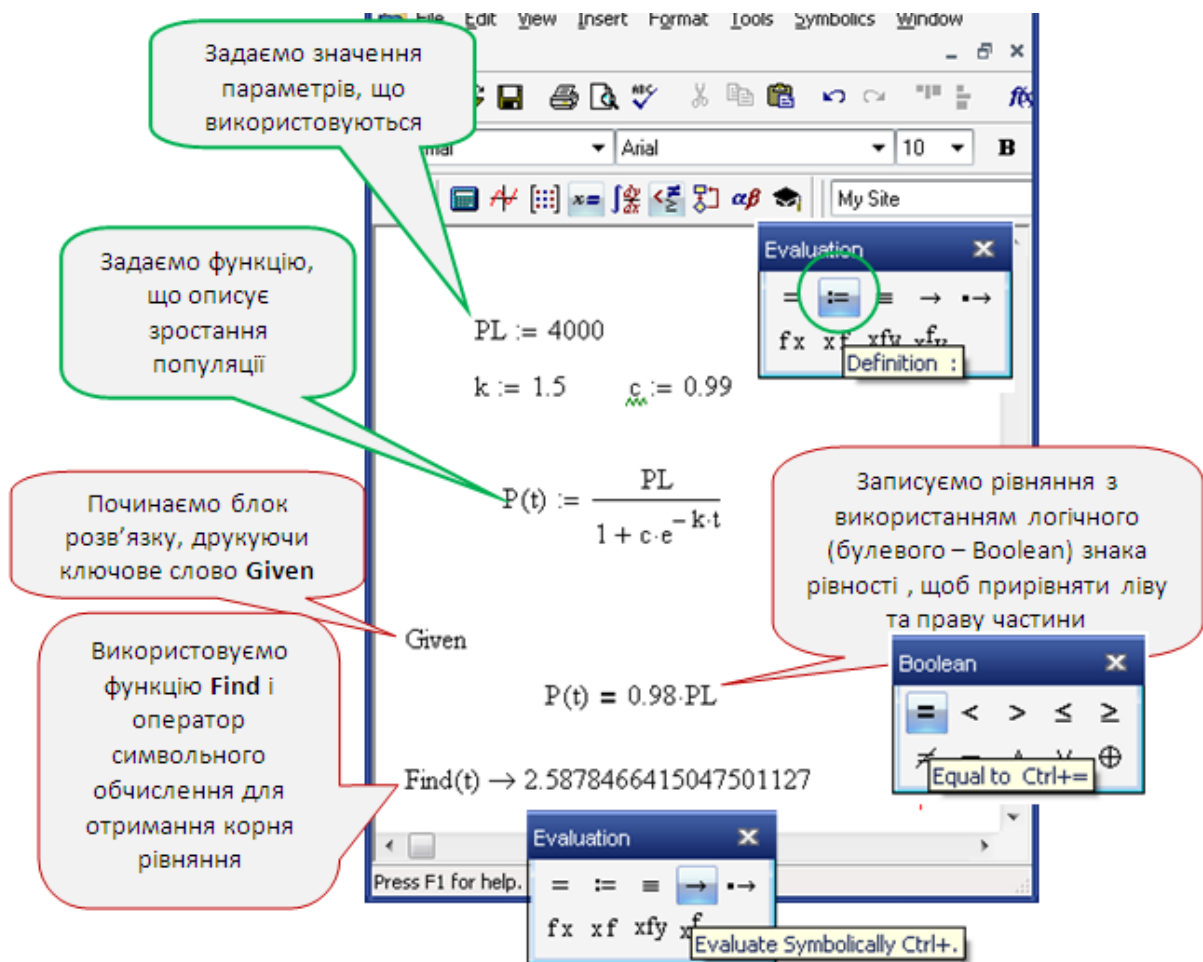 File Edit View Insert Format Tools Symbolics Window
Задаємо значення
параметрів, що
використовуються
Arial
10
B
My Site
Evaluation
= := ≡ → ▪→
fx xf xfy
Definition :
Задаємо функцію,
що описує
зростання
популяції
PL := 4000
k := 1.5 c := 0.99
P(t) := PL / (1 + c·e^(−k·t))
Починаємо блок
розв’язку, друкуючи
ключове слово Given
Записуємо рівняння з
використанням логічного
(булевого – Boolean) знака
рівності , щоб прирівняти ліву
та праву частини
Given
P(t) = 0.98·PL
Використовуємо
функцію Find і
оператор
символьного
обчислення для
отримання корня
рівняння
Boolean
= < > ≤ ≥
⊕
Equal to Ctrl+=
Find(t) → 2.5878466415047501127
Evaluation
= := ≡ → ▪→
fx xf xfy
Evaluate Symbolically Ctrl+.
Press F1 for help.